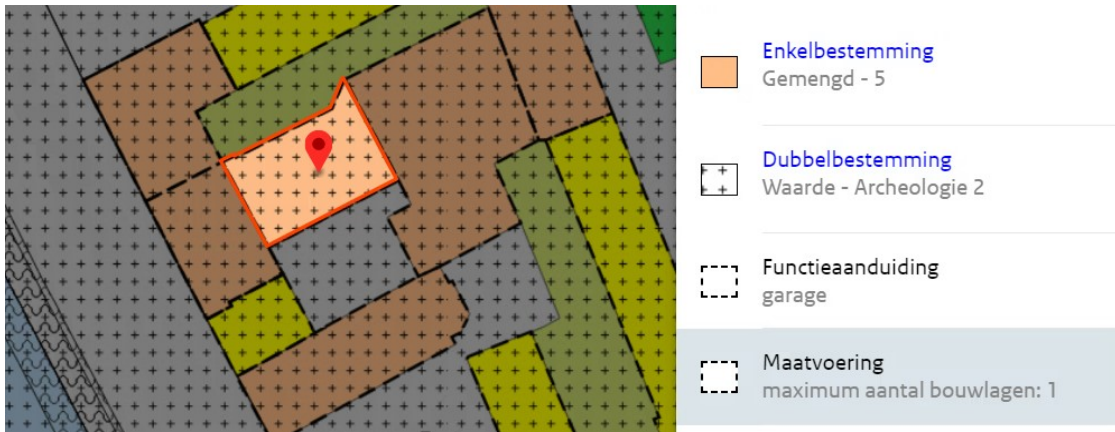 Enkelbestemming
Gemengd - 5
Dubbelbestemming
Waarde - Archeologie 2
Functieaanduiding
garage
Maatvoering
maximum aantal bouwlagen: 1